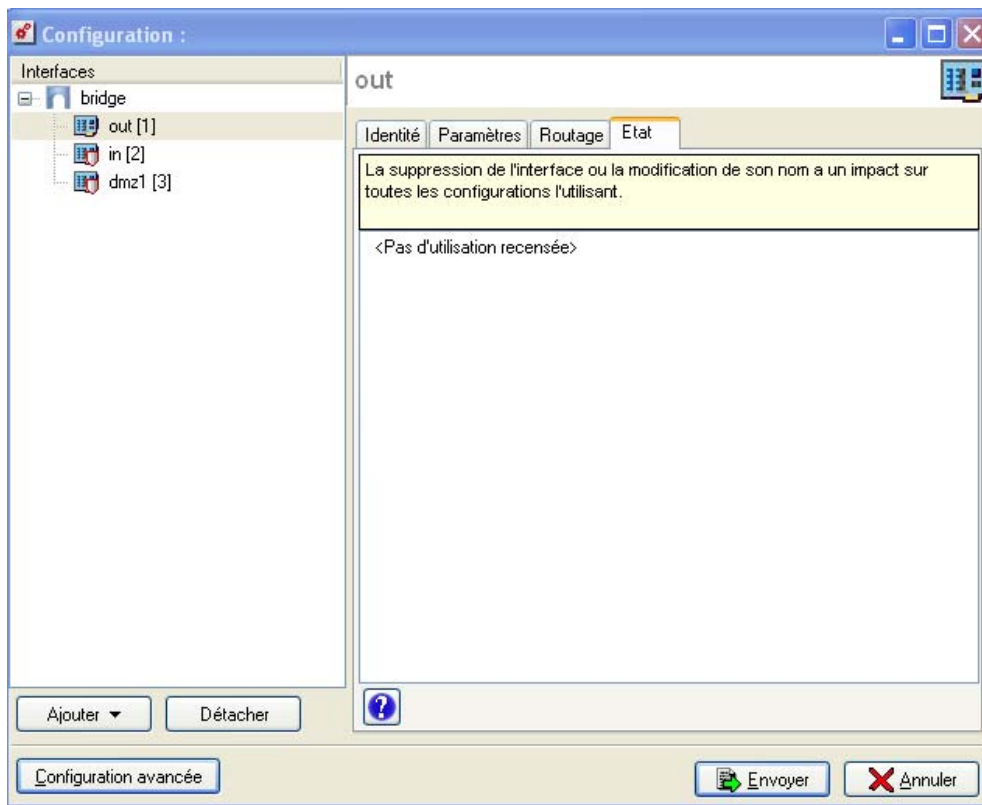 Configuration :
Interfaces
bridge
out [1]
in [2]
dmz1 [3]
out
Identité Paramètres Routage Etat
La suppression de l'interface ou la modification de son nom a un impact sur
toutes les configurations l'utilisant.
<Pas d'utilisation recensée>
Ajouter Détacher
?
Configuration avancée
Envoyer Annuler